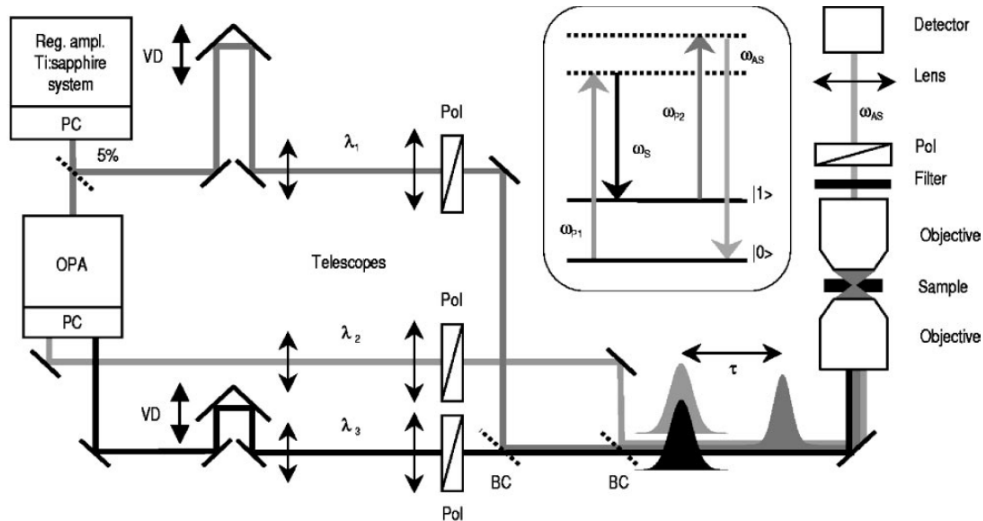 Reg. ampl.
Ti:sapphire
system
PC
5%
OPA
PC
VD
λ1
Pol
Telescopes
λ2
Pol
VD
λ3
Pol
BC
BC
τ
ωP1
ωS
ωP2
ωAS
|1>
|0>
Detector
Lens
ωAS
Pol
Filter
Objective
Sample
Objective